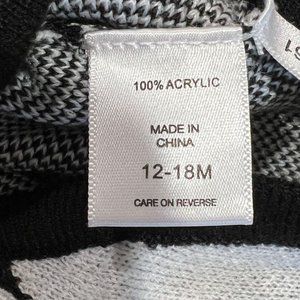 100% ACRYLIC
MADE IN
CHINA
12-18M
CARE ON REVERSE